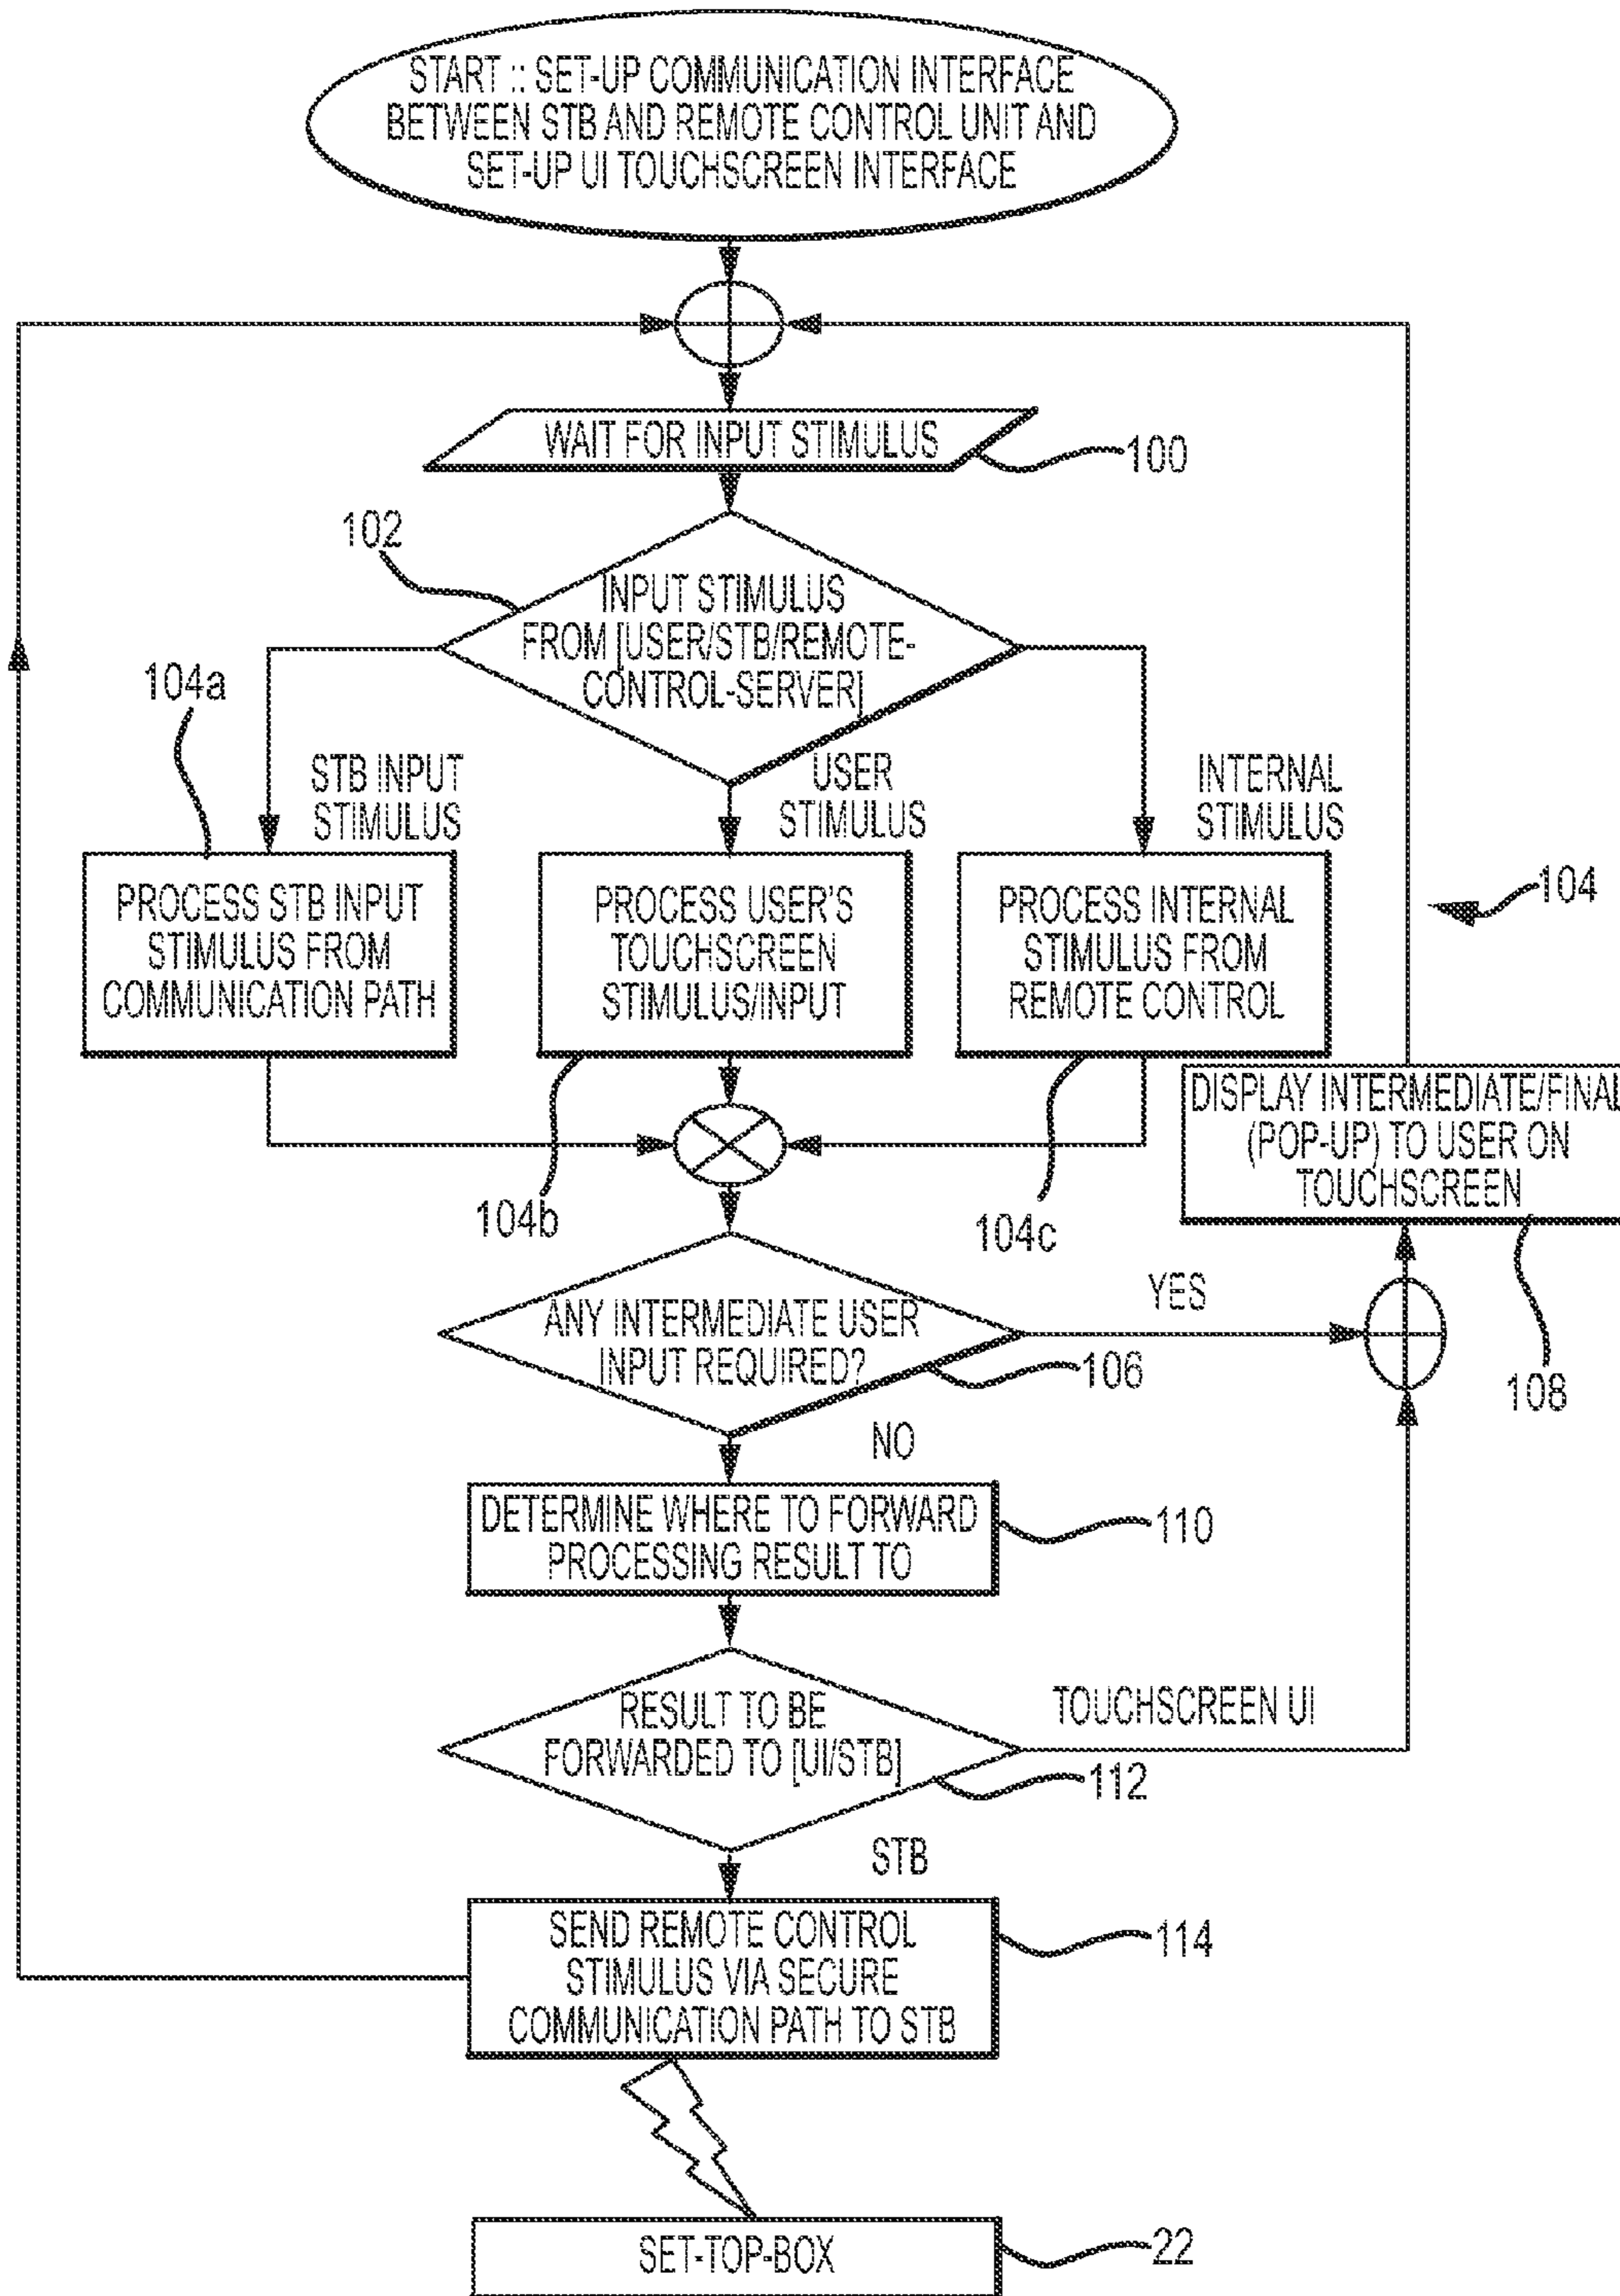 START :: SET-UP COMMUNICATION INTERFACE
BETWEEN STB AND REMOTE CONTROL UNIT AND
SET-UP UI TOUCHSCREEN INTERFACE
WAIT FOR INPUT STIMULUS
100
102
INPUT STIMULUS
FROM [USER/STB/REMOTE-
CONTROL-SERVER]
104a
STB INPUT
STIMULUS
USER
STIMULUS
INTERNAL
STIMULUS
PROCESS STB INPUT
STIMULUS FROM
COMMUNICATION PATH
PROCESS USER'S
TOUCHSCREEN
STIMULUS/INPUT
PROCESS INTERNAL
STIMULUS FROM
REMOTE CONTROL
104
DISPLAY INTERMEDIATE/FINAL
(POP-UP) TO USER ON
TOUCHSCREEN
104b
104c
ANY INTERMEDIATE USER
INPUT REQUIRED?
YES
106
108
NO
DETERMINE WHERE TO FORWARD
PROCESSING RESULT TO
110
RESULT TO BE
FORWARDED TO [UI/STB]
TOUCHSCREEN UI
112
STB
SEND REMOTE CONTROL
STIMULUS VIA SECURE
COMMUNICATION PATH TO STB
114
SET-TOP-BOX
22